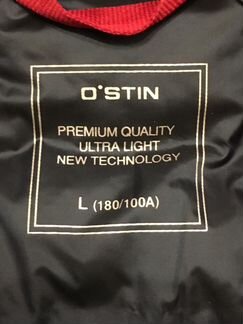 O'STIN
PREMIUM QUALITY
ULTRA LIGHT
NEW TECHNOLOGY
L (180/100A)